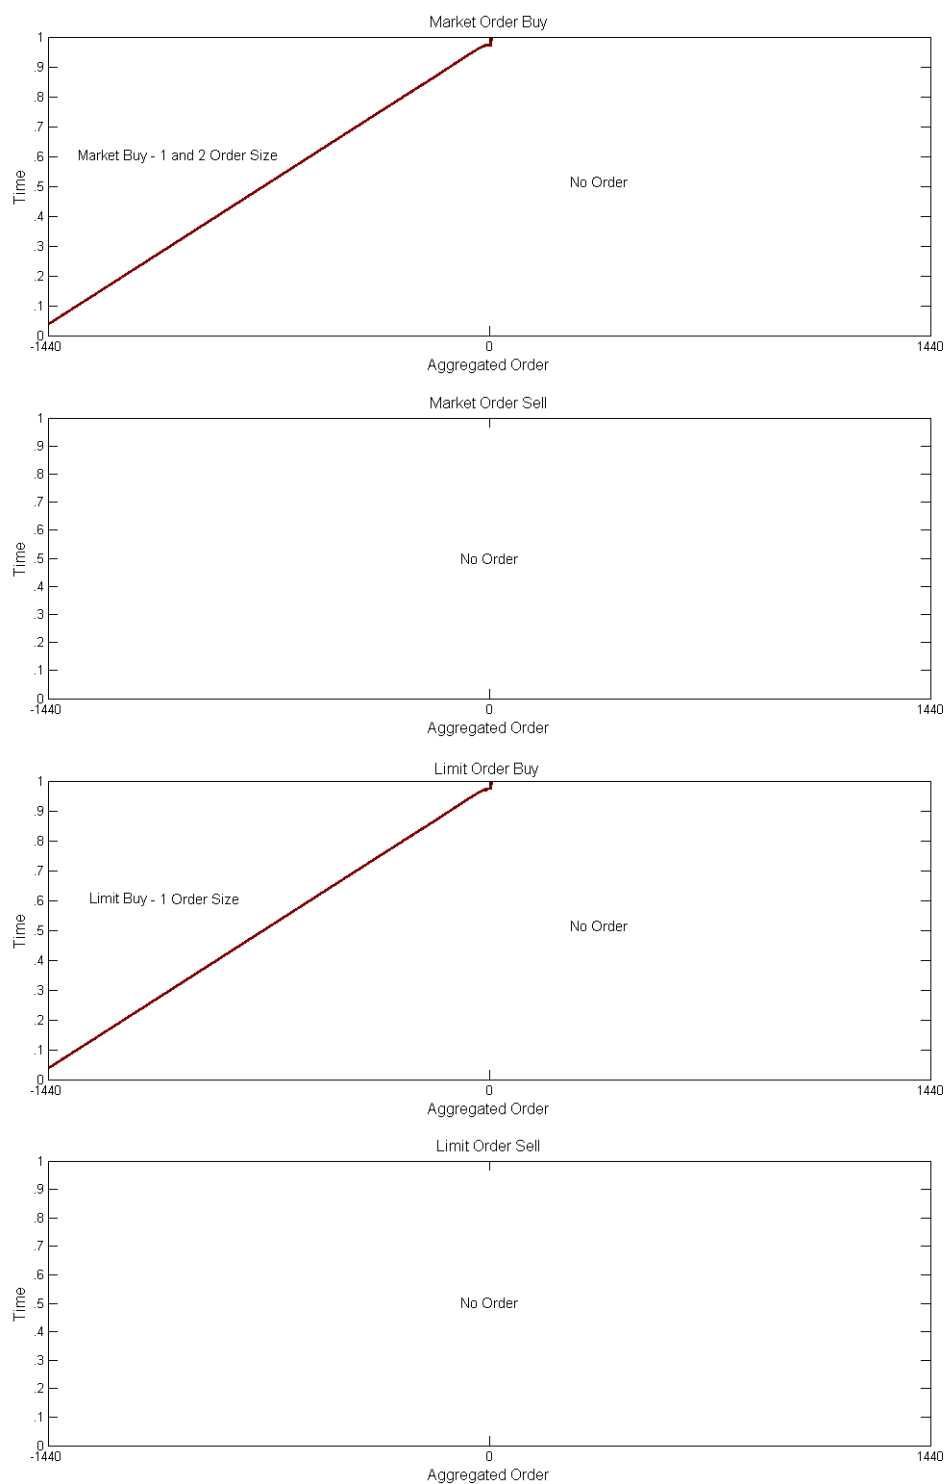 Market Order Buy
1
.9
.8
.7
Market Buy - 1 and 2 Order Size
.6
No Order
.5
Time
.4
.3
.2
.1
0
-1440 0 1440
Aggregated Order
Market Order Sell
1
.9
.8
.7
.6
No Order
.5
Time
.4
.3
.2
.1
0
-1440 0 1440
Aggregated Order
Limit Order Buy
1
.9
.8
.7
Limit Buy - 1 Order Size
.6
No Order
.5
Time
.4
.3
.2
.1
0
-1440 0 1440
Aggregated Order
Limit Order Sell
1
.9
.8
.7
.6
No Order
.5
Time
.4
.3
.2
.1
0
-1440 0 1440
Aggregated Order